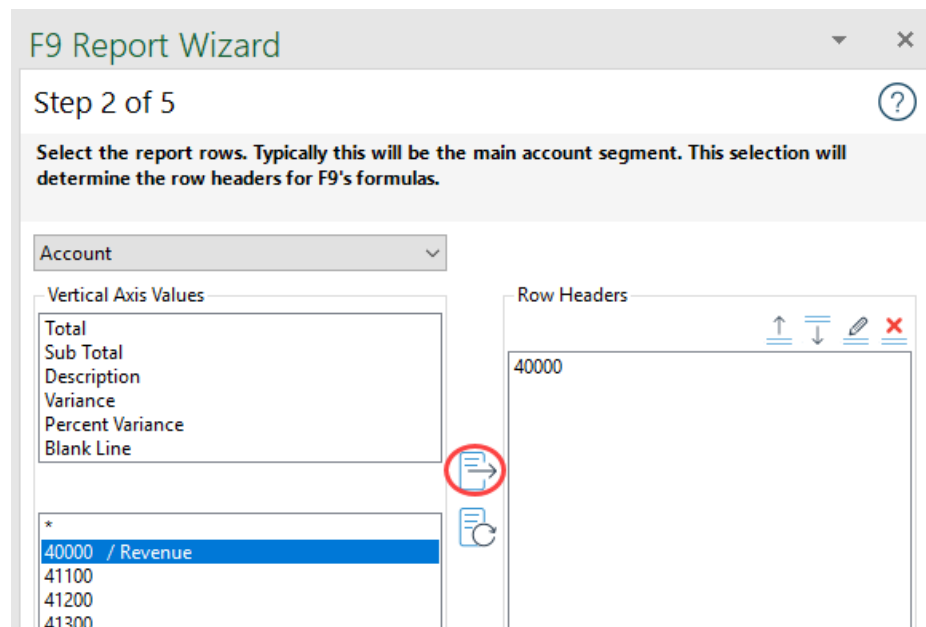 F9 Report Wizard
Step 2 of 5
?
Select the report rows. Typically this will be the main account segment. This selection will
determine the row headers for F9's formulas.
Account
Vertical Axis Values
Total
Sub Total
Description
Variance
Percent Variance
Blank Line
*
40000 / Revenue
41100
41200
41300
Row Headers
40000